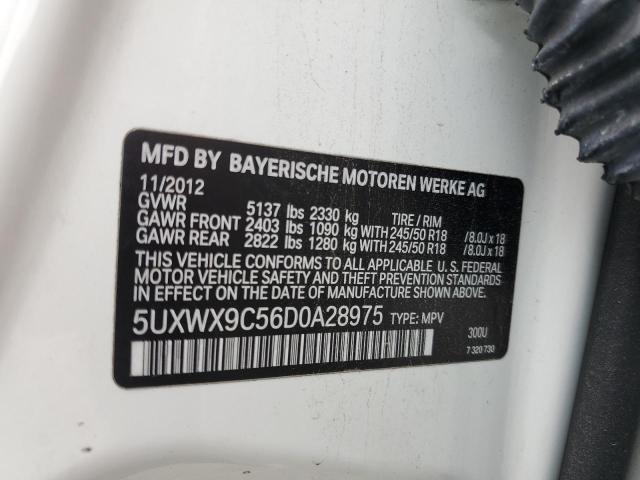 MFD BY BAYERISCHE MOTOREN WERKE AG
11/2012
GVWR 5137 lbs 2330 kg TIRE / RIM
GAWR FRONT 2403 lbs 1090 kg WITH 245/50 R18 /8.0J x 18
GAWR REAR 2822 lbs 1280 kg WITH 245/50 R18 /8.0J x 18
THIS VEHICLE CONFORMS TO ALL APPLICABLE U. S. FEDERAL
MOTOR VEHICLE SAFETY AND THEFT PREVENTION STANDARDS
IN EFFECT ON THE DATE OF MANUFACTURE SHOWN ABOVE.
5UXWX9C56D0A28975 TYPE: MPV 300U
7 320 730